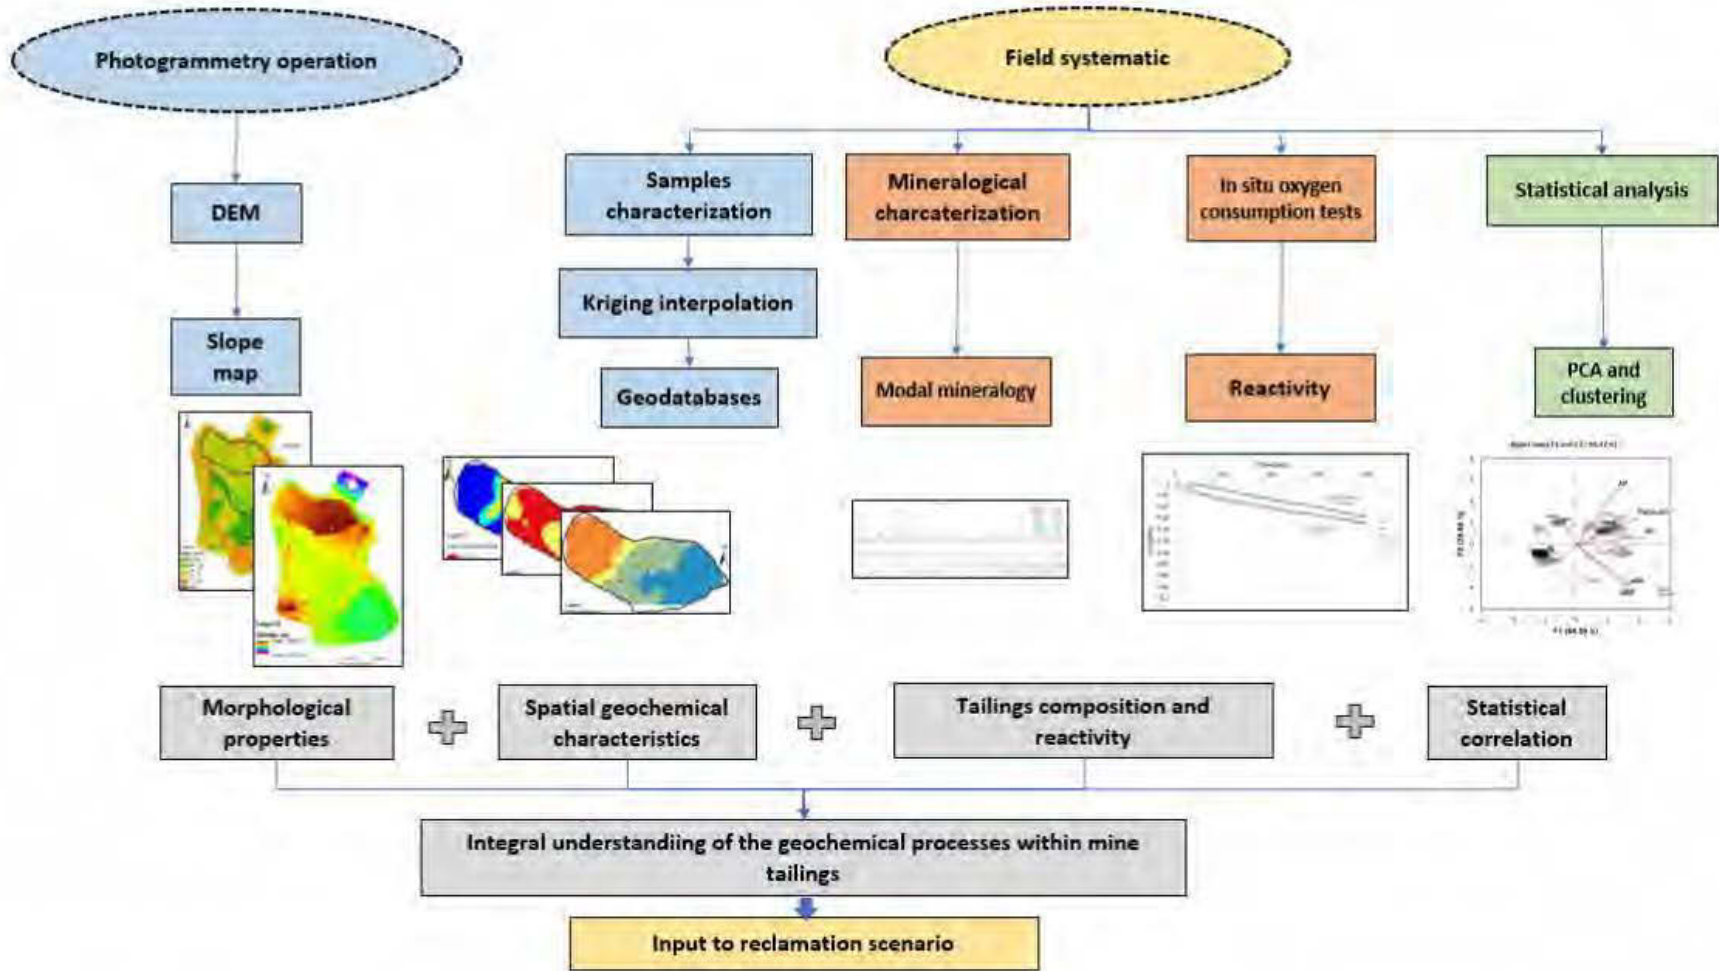 Photogrammetry operation
Field systematic
DEM
Slope
map
Samples
characterization
Kriging interpolation
Geodatabases
Mineralogical
charcaterization
Modal mineralogy
In situ oxygen
consumption tests
Reactivity
Statistical analysis
PCA and
clustering
Morphological
properties
Spatial geochemical
characteristics
Tailings composition and
reactivity
Statistical
correlation
Integral understandiing of the geochemical processes within mine
tailings
Input to reclamation scenario